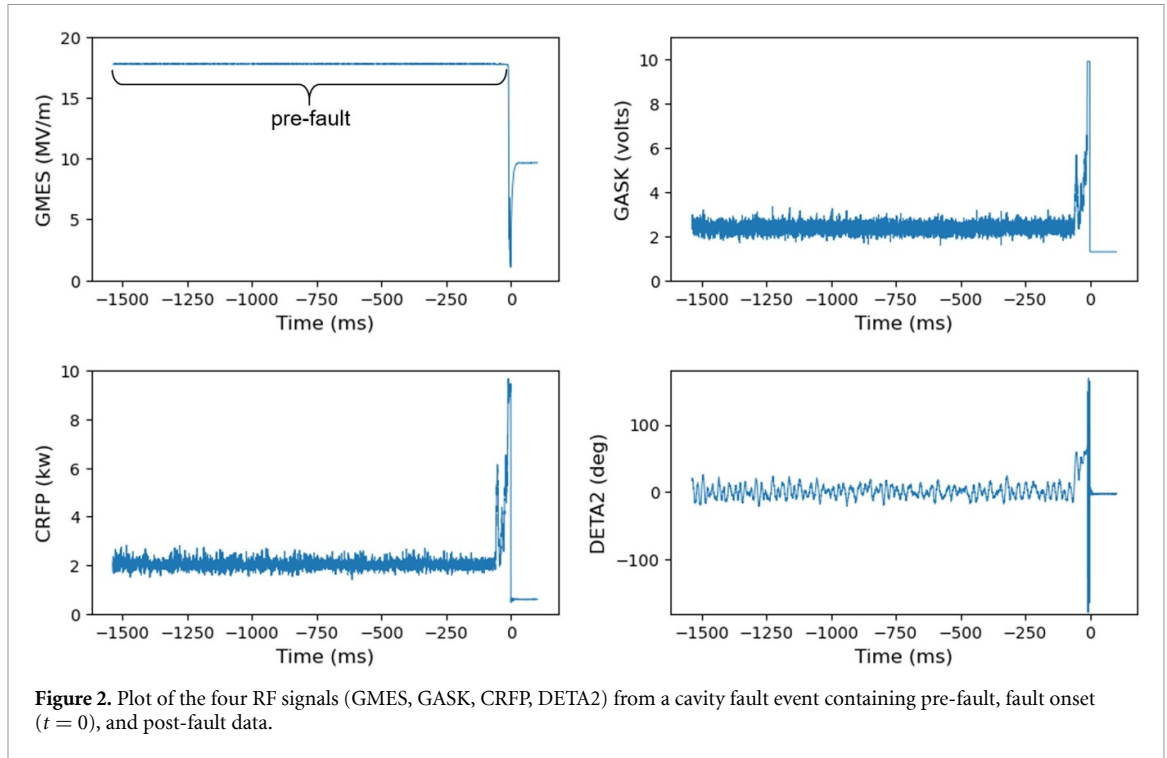 20
15
10
5
0
GMES (MV/m)
pre-fault
−1500 −1250 −1000 −750 −500 −250 0
Time (ms)
10
8
6
4
2
0
GASK (volts)
−1500 −1250 −1000 −750 −500 −250 0
Time (ms)
10
8
6
4
2
0
CRFP (kw)
−1500 −1250 −1000 −750 −500 −250 0
Time (ms)
100
0
−100
DETA2 (deg)
−1500 −1250 −1000 −750 −500 −250 0
Time (ms)
Figure 2. Plot of the four RF signals (GMES, GASK, CRFP, DETA2) from a cavity fault event containing pre-fault, fault onset
(t = 0), and post-fault data.